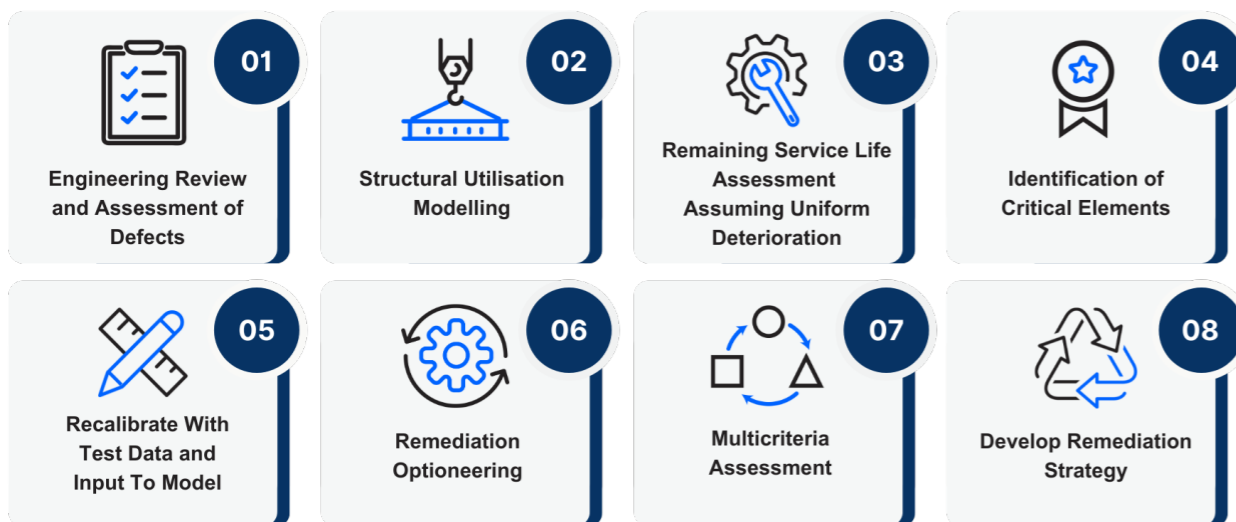 01
Engineering Review
and Assessment of
Defects
02
Structural Utilisation
Modelling
03
Remaining Service Life
Assessment
Assuming Uniform
Deterioration
04
Identification of
Critical Elements
05
Recalibrate With
Test Data and
Input To Model
06
Remediation
Optioneering
07
Multicriteria
Assessment
08
Develop Remediation
Strategy